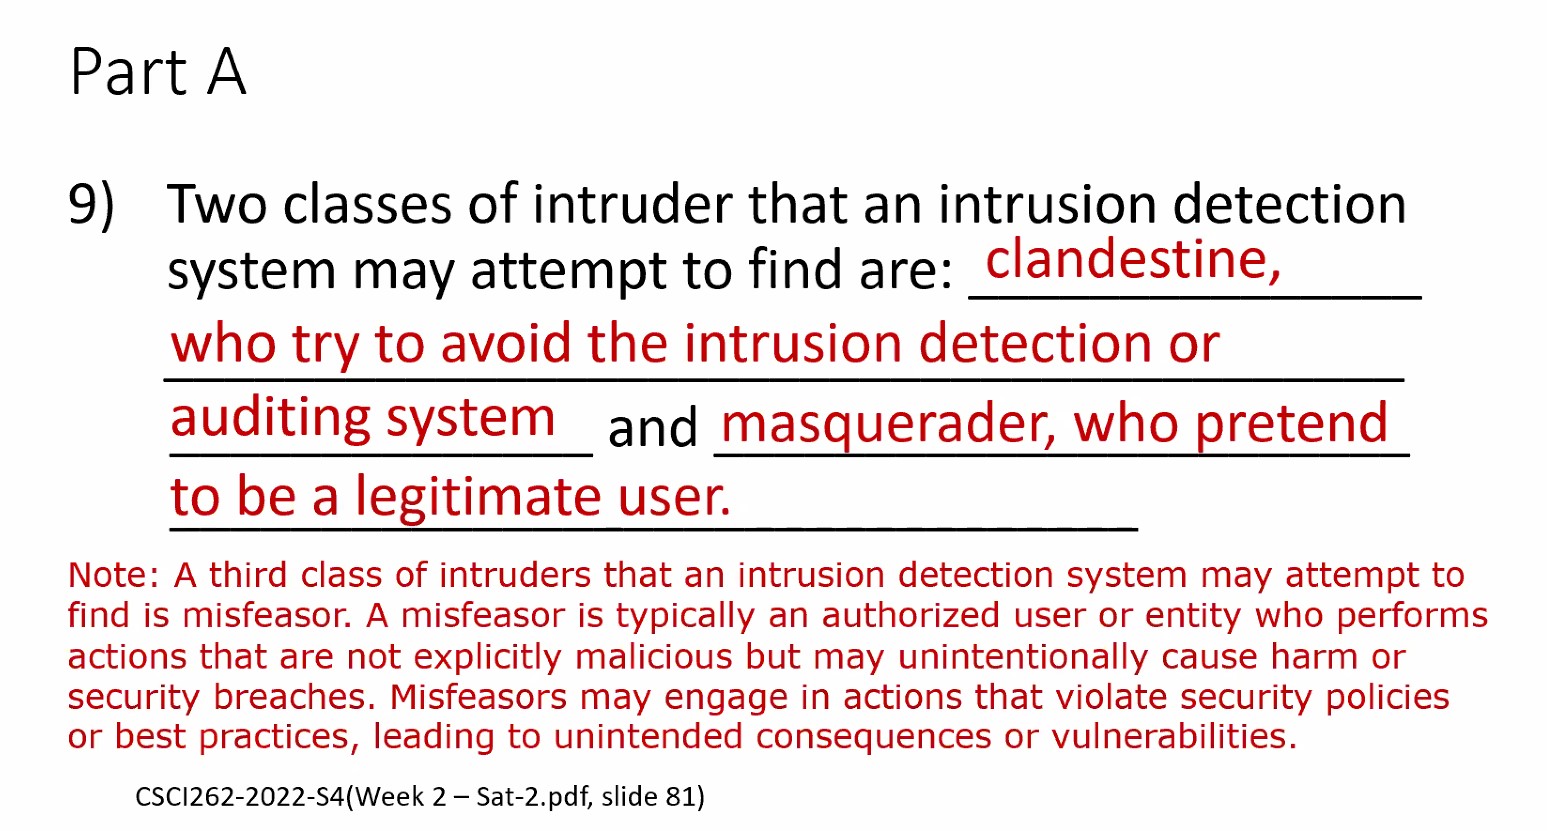 Part A
9) Two classes of intruder that an intrusion detection
system may attempt to find are: clandestine,
who try to avoid the intrusion detection or
auditing system and masquerader, who pretend
to be a legitimate user.
Note: A third class of intruders that an intrusion detection system may attempt to
find is misfeasor. A misfeasor is typically an authorized user or entity who performs
actions that are not explicitly malicious but may unintentionally cause harm or
security breaches. Misfeasors may engage in actions that violate security policies
or best practices, leading to unintended consequences or vulnerabilities.
CSCI262-2022-S4(Week 2 – Sat-2.pdf, slide 81)